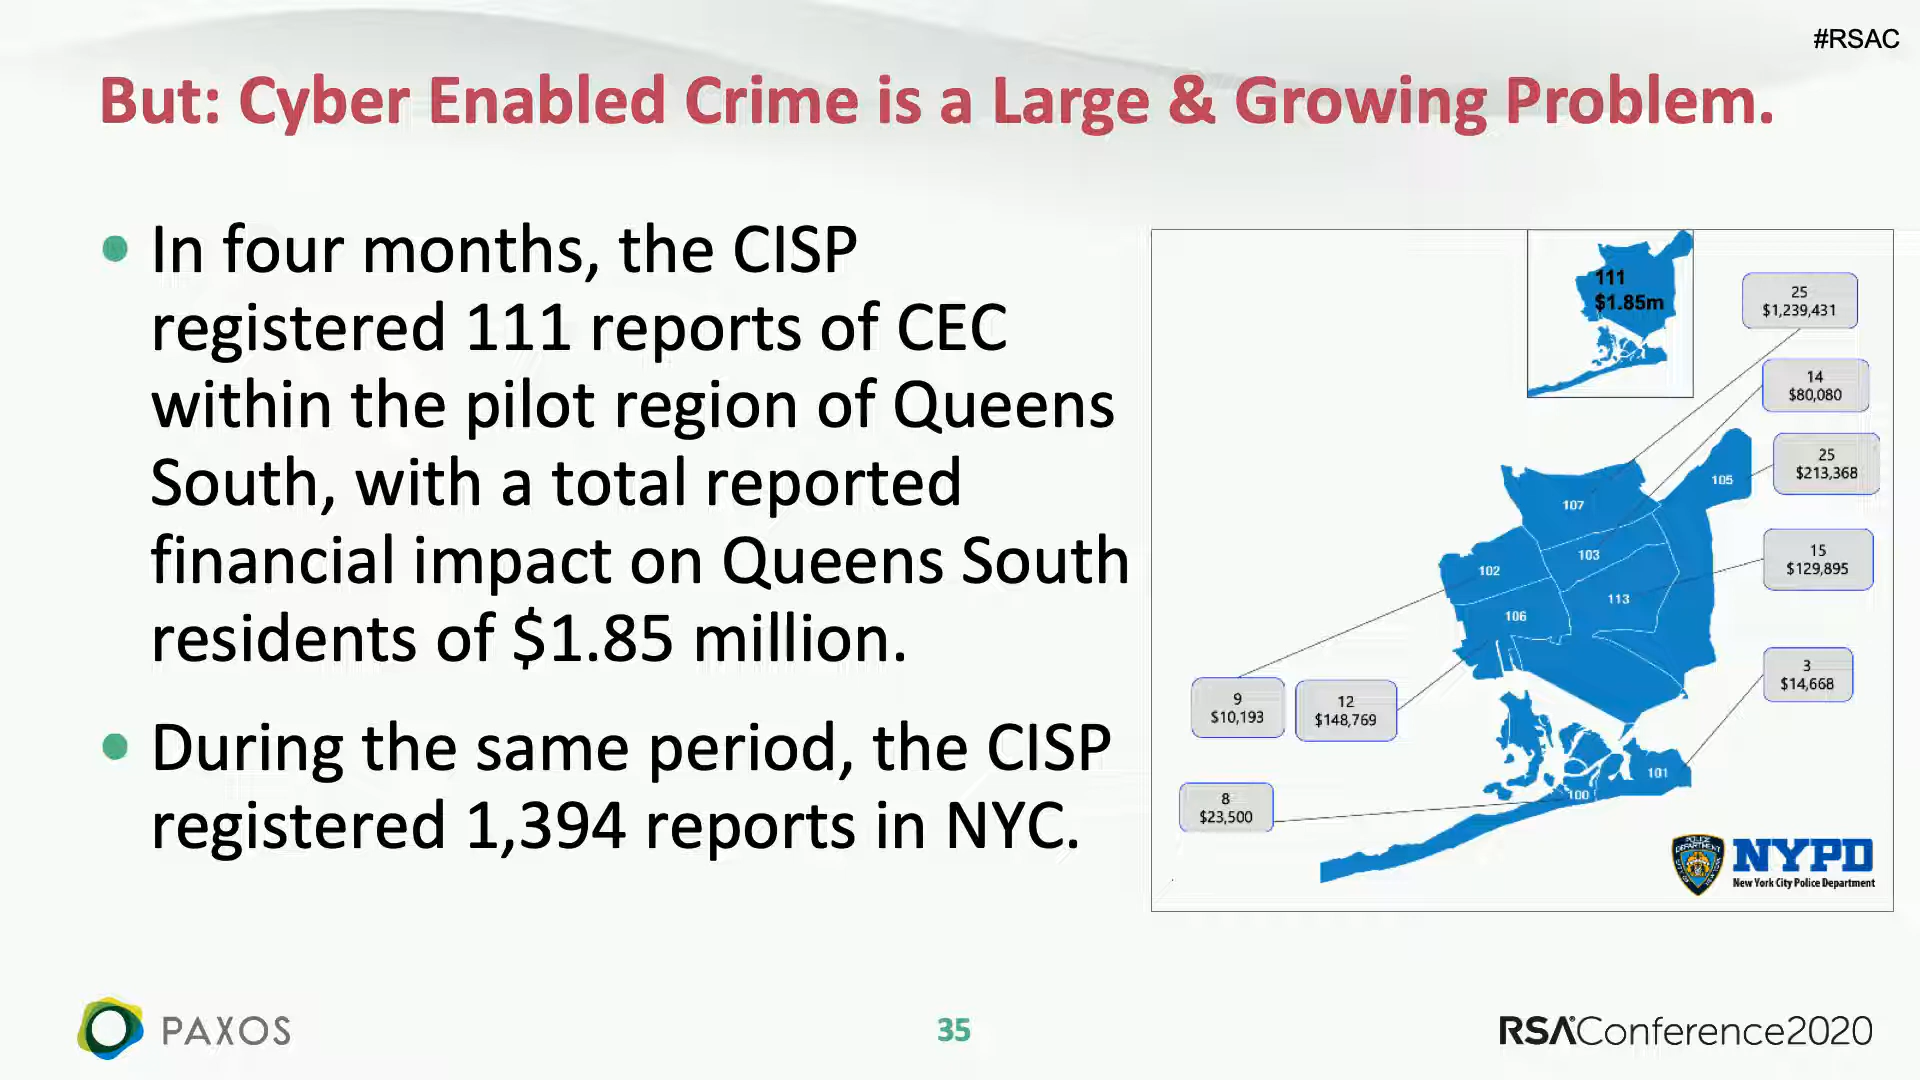 #RSAC
But: Cyber Enabled Crime is a Large & Growing Problem.
• In four months, the CISP
registered 111 reports of CEC
within the pilot region of Queens
South, with a total reported
financial impact on Queens South
residents of $1.85 million.
• During the same period, the CISP
registered 1,394 reports in NYC.
111
$1.85m
25
$1,239,431
14
$80,080
25
$213,368
15
$129,895
3
$14,668
9
$10,193
12
$148,769
8
$23,500
105
107
103
102
113
106
101
100
NYPD
New York City Police Department
PAXOS
35
RSAConference2020